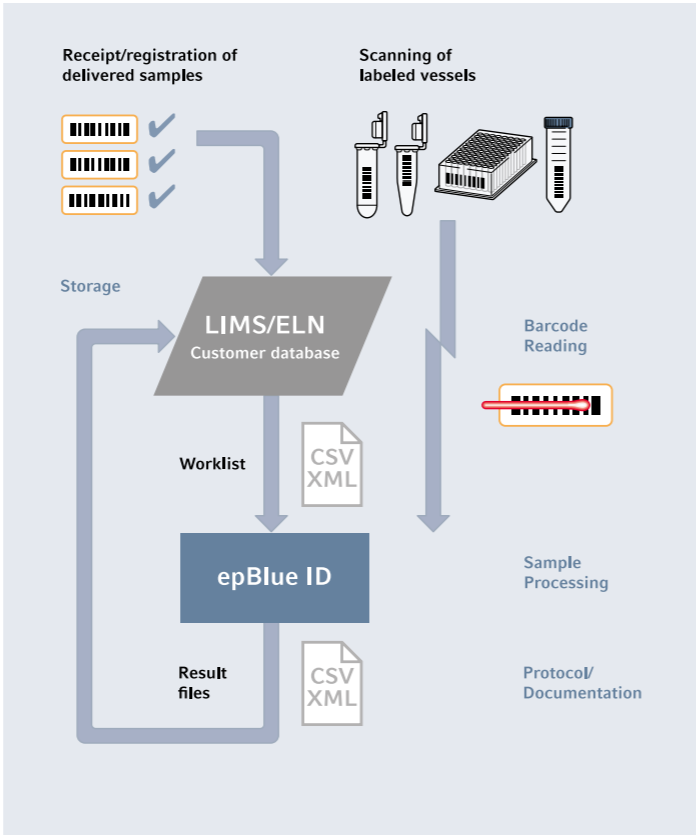 Receipt/registration of
delivered samples
Scanning of
labeled vessels
Storage
LIMS/ELN
Customer database
Barcode
Reading
Worklist
CSV
XML
epBlue ID
Sample
Processing
Result
files
CSV
XML
Protocol/
Documentation